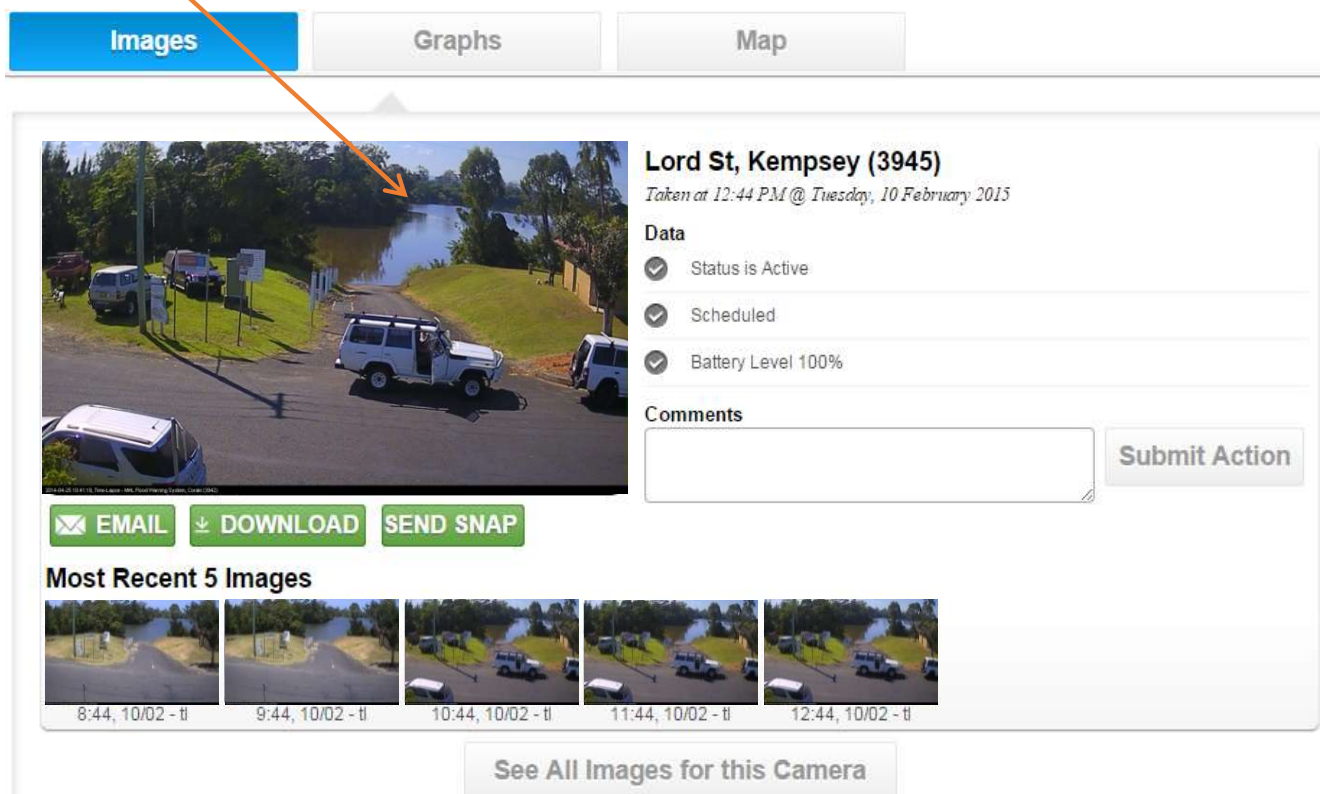 Images
Graphs
Map
Lord St, Kempsey (3945)
Taken at 12:44 PM @ Tuesday, 10 February 2015
Data
Status is Active
Scheduled
Battery Level 100%
Comments
Submit Action
EMAIL
DOWNLOAD
SEND SNAP
Most Recent 5 Images
8:44, 10/02 - tl
9:44, 10/02 - tl
10:44, 10/02 - tl
11:44, 10/02 - tl
12:44, 10/02 - tl
See All Images for this Camera